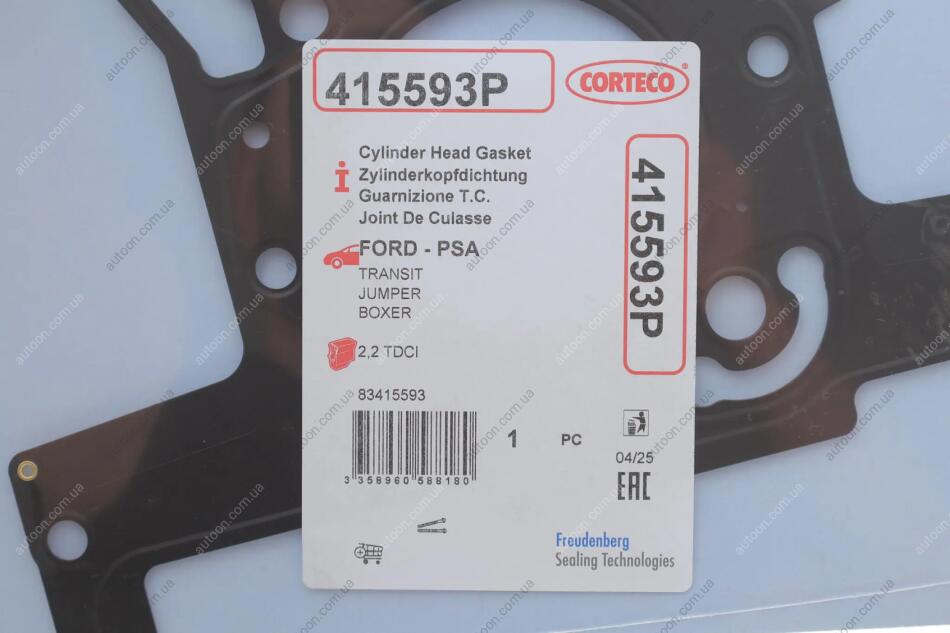 415593P
CORTECO®
Cylinder Head Gasket
Zylinderkopfdichtung
Guarnizione T.C.
Joint De Culasse
i
FORD - PSA
TRANSIT
JUMPER
BOXER
2,2 TDCI
83415593
3 358960 588180
1 PC
04/25
EAC
415593P
Freudenberg
Sealing Technologies
autoon.com.ua